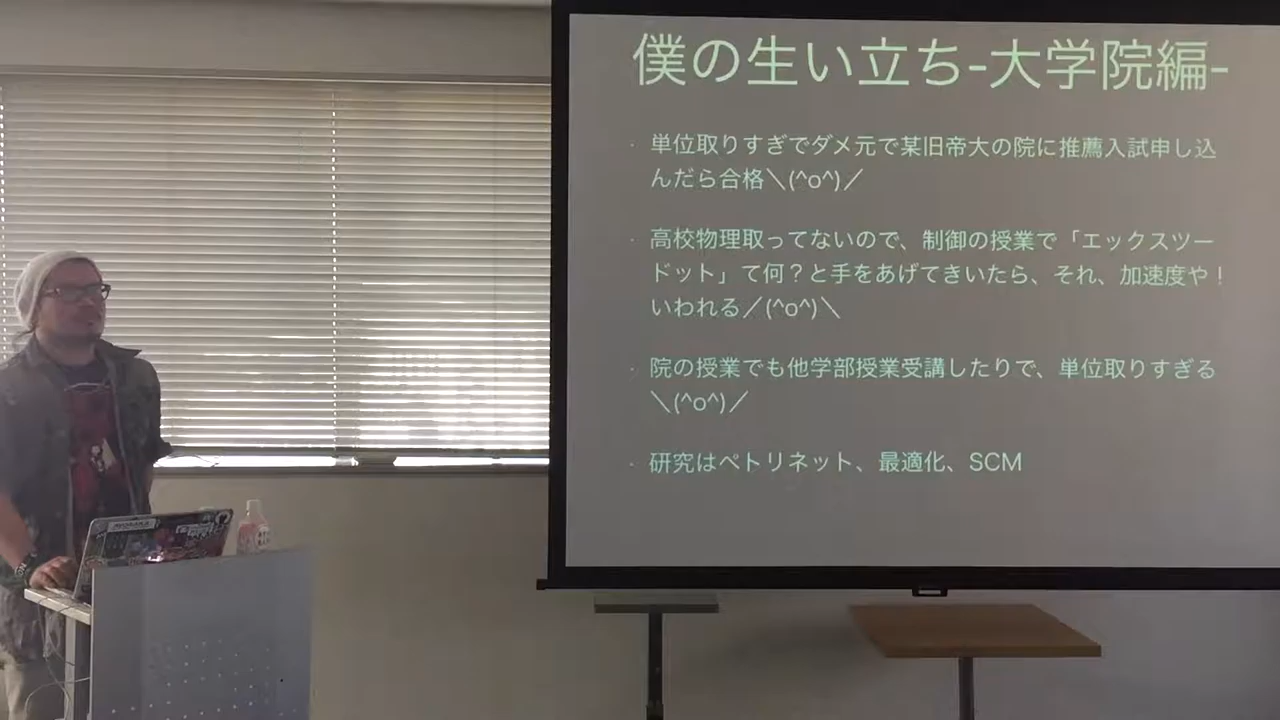 僕の生い立ち-大学院編-
・ 単位取りすぎでダメ元で某旧帝大の院に推薦入試申し込
んだら合格＼(^o^)／
・ 高校物理取ってないので、制御の授業で「エックスツー
ドット」て何？と手をあげてきいたら、それ、加速度や！
いわれる／(^o^)＼
・ 院の授業でも他学部授業受講したりで、単位取りすぎる
＼(^o^)／
・ 研究はペトリネット、最適化、SCM